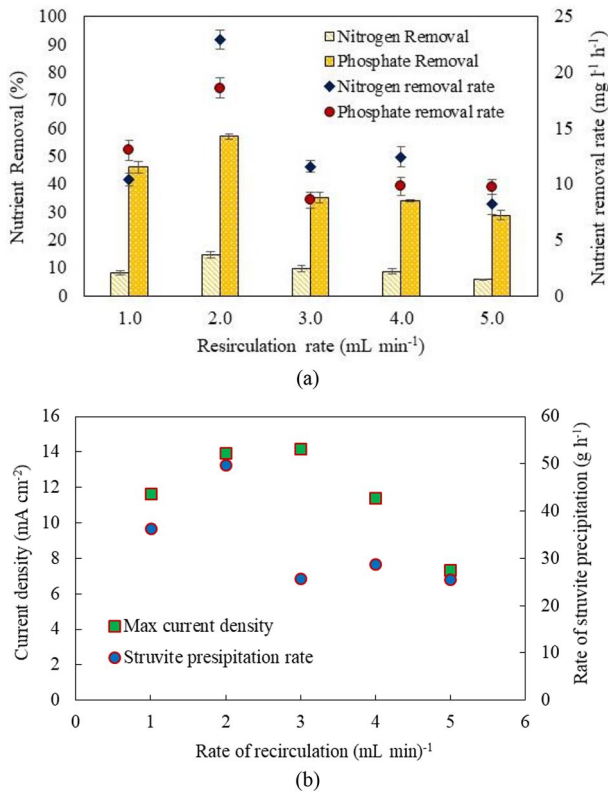 100
90
80
70
60
50
40
30
20
10
0
Nutrient Removal (%)
Nitrogen Removal
Phosphate Removal
Nitrogen removal rate
Phosphate removal rate
25
20
15
10
5
0
Nutrient removal rate (mg l¹ h⁻¹)
1.0 2.0 3.0 4.0 5.0
Resirculation rate (mL min⁻¹)
(a)
16
14
12
10
8
6
4
2
0
Current density (mA cm⁻²)
Max current density
Struvite presipitation rate
60
50
40
30
20
10
0
Rate of struvite precipitation (g h⁻¹)
0 1 2 3 4 5 6
Rate of recirculation (mL min)⁻¹
(b)